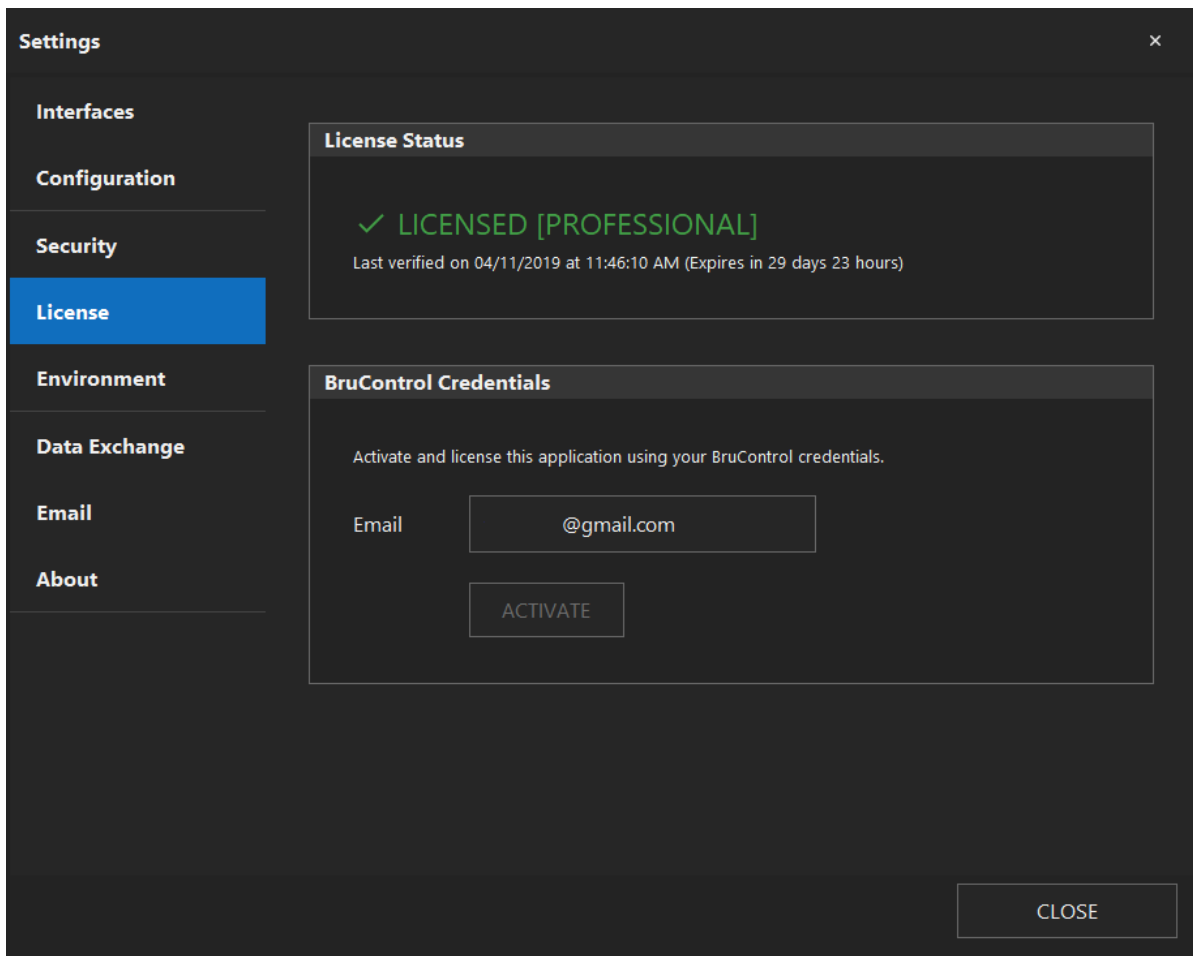 Settings
×
Interfaces
Configuration
Security
License
Environment
Data Exchange
Email
About
License Status
✓ LICENSED [PROFESSIONAL]
Last verified on 04/11/2019 at 11:46:10 AM (Expires in 29 days 23 hours)
BruControl Credentials
Activate and license this application using your BruControl credentials.
Email @gmail.com
ACTIVATE
CLOSE